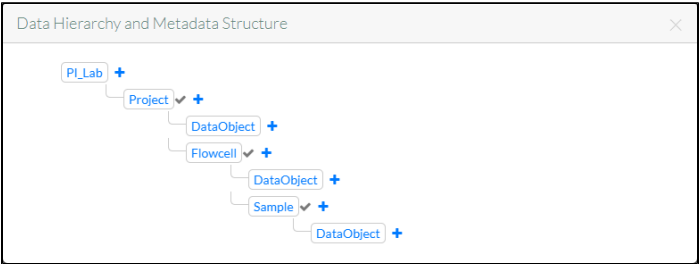 Data Hierarchy and Metadata Structure
PI_Lab
Project
DataObject
Flowcell
DataObject
Sample
DataObject